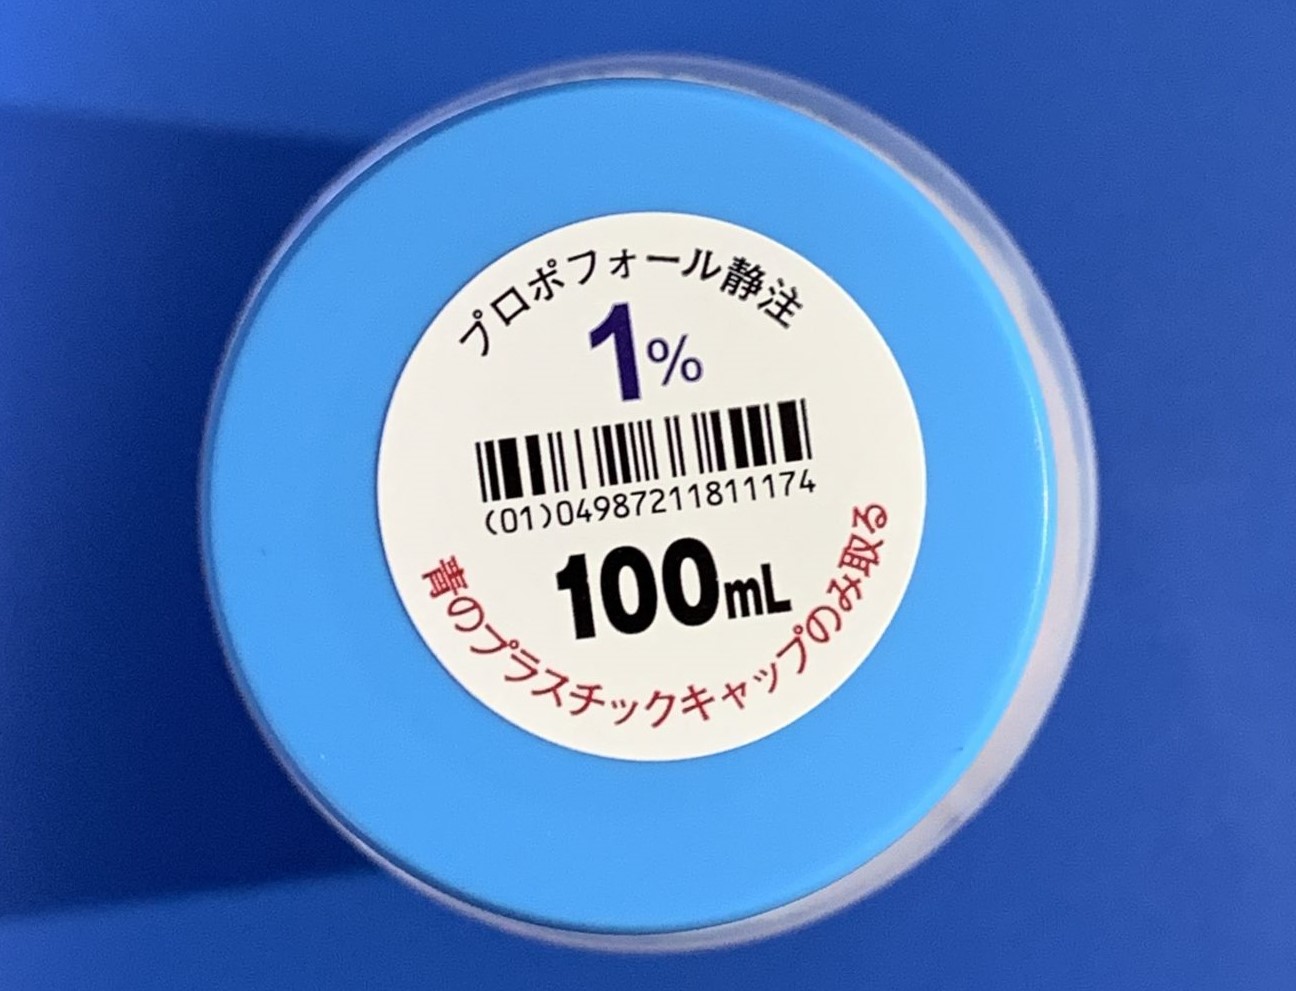 プロポフォール静注
1%
(01)04987211811174
100mL
青のプラスチックキャップのみ取る